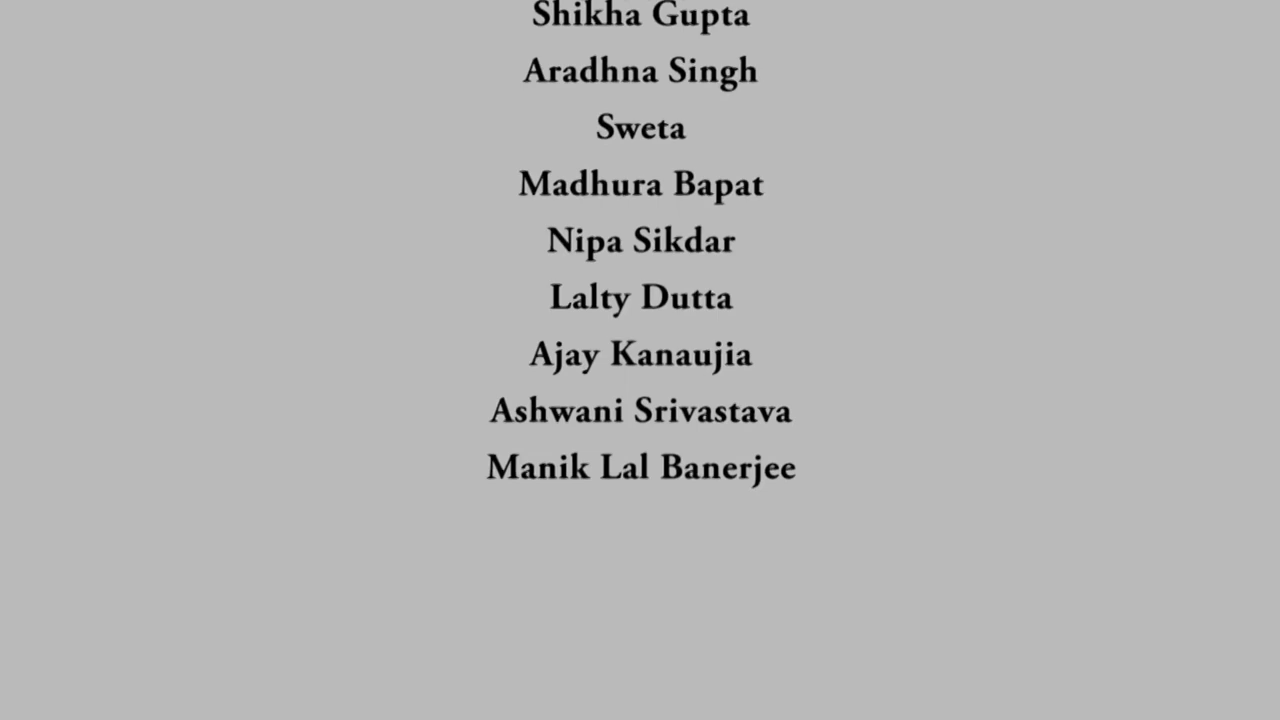 Shikha Gupta
Aradhna Singh
Sweta
Madhura Bapat
Nipa Sikdar
Lalty Dutta
Ajay Kanaujia
Ashwani Srivastava
Manik Lal Banerjee